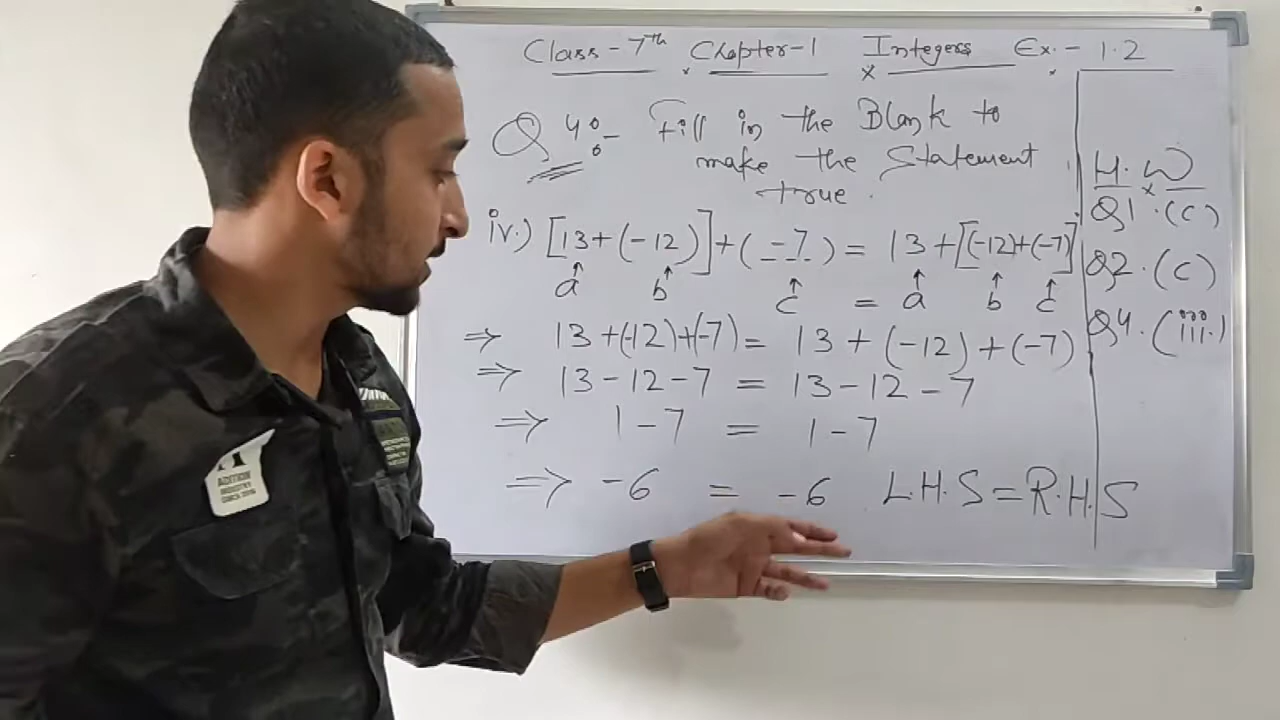 Class-7th Chapter-1 Integers Ex.- 1.2
Q 4:- Fill in the Blank to
make the Statement
true.
iv.) [13+(-12)]+(-7) = 13+[(-12)+(-7)]
a b c = a b c
⇒ 13+(-12)+(-7) = 13+(-12)+(-7)
⇒ 13-12-7 = 13-12-7
⇒ 1-7 = 1-7
⇒ -6 = -6 L.H.S=R.H.S
H.W
Q1.(C)
Q2.(C)
Q4.(iii.)
ADITION
INDUSTRY